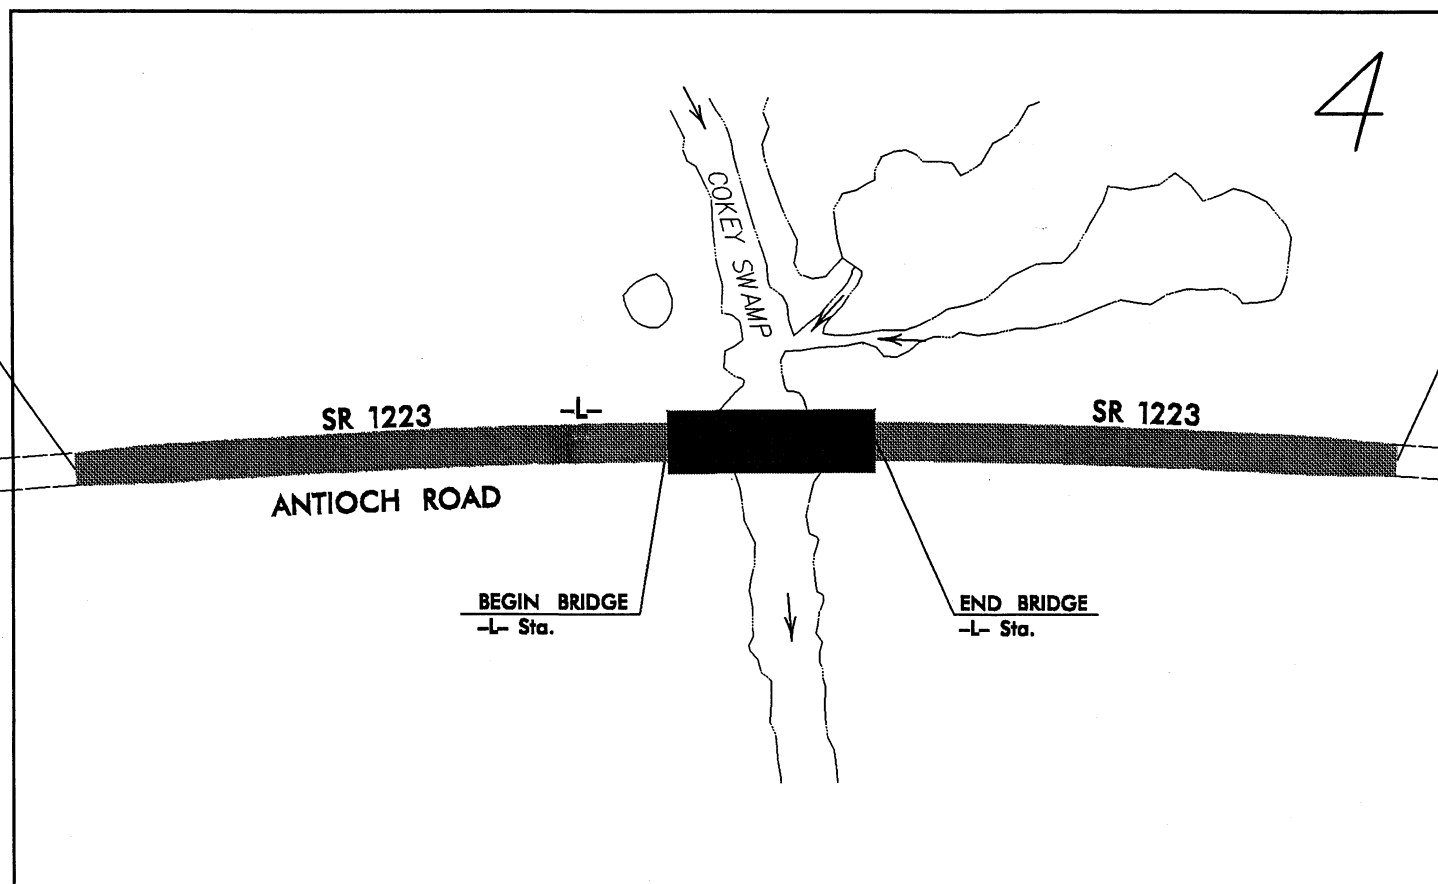 4
COKEY SWAMP
SR 1223
-L-
SR 1223
ANTIOCH ROAD
BEGIN BRIDGE
-L- Sta.
END BRIDGE
-L- Sta.